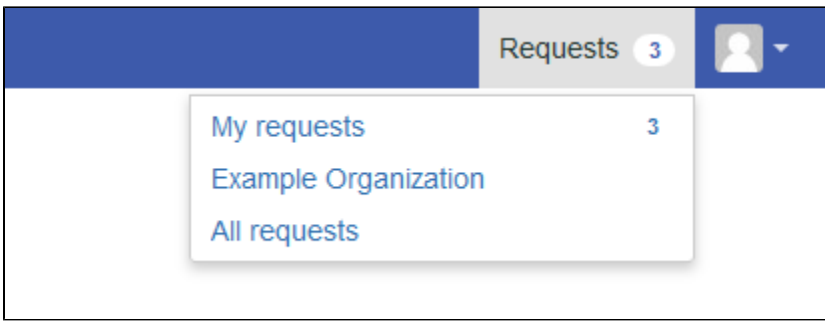 Requests 3
My requests 3
Example Organization
All requests